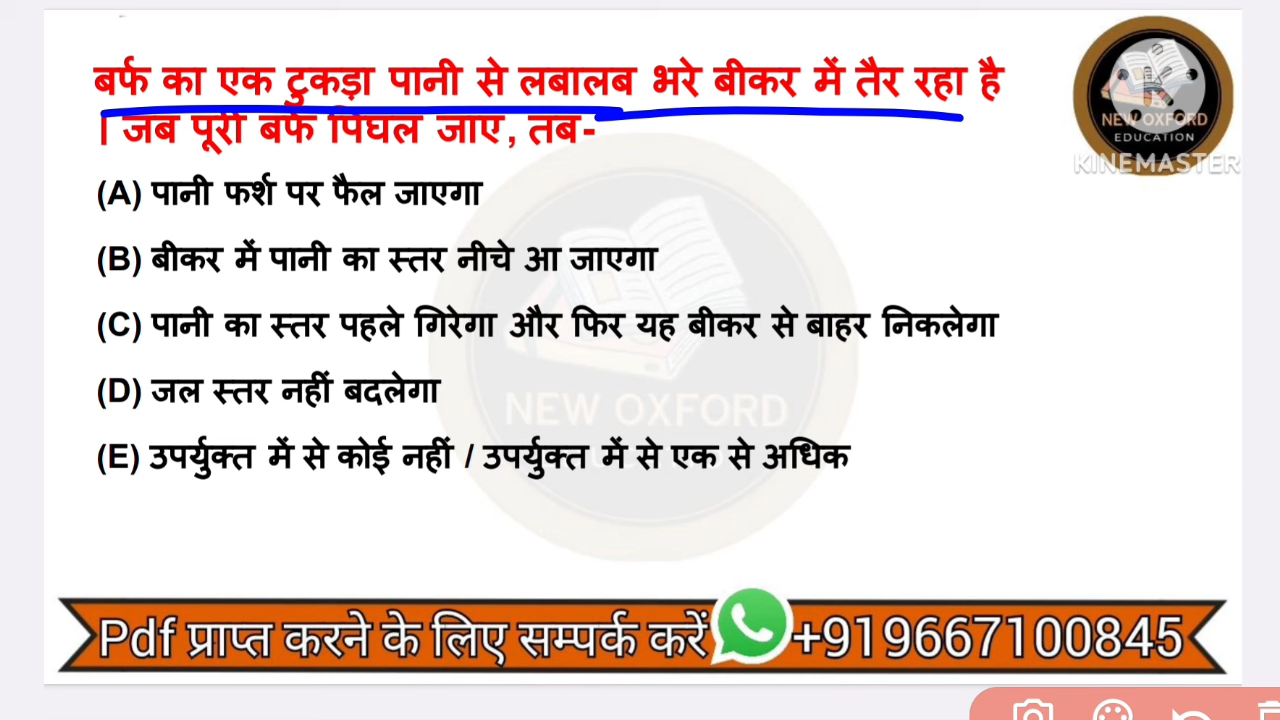 बर्फ का एक टुकड़ा पानी से लबालब भरे बीकर में तैर रहा है
। जब पूरी बर्फ पिघल जाए, तब-
(A) पानी फर्श पर फैल जाएगा
(B) बीकर में पानी का स्तर नीचे आ जाएगा
(C) पानी का स्तर पहले गिरेगा और फिर यह बीकर से बाहर निकलेगा
(D) जल स्तर नहीं बदलेगा
(E) उपर्युक्त में से कोई नहीं / उपर्युक्त में से एक से अधिक
NEW OXFORD
EDUCATION
KINEMASTER
NEW OXFORD
Pdf प्राप्त करने के लिए सम्पर्क करें +919667100845